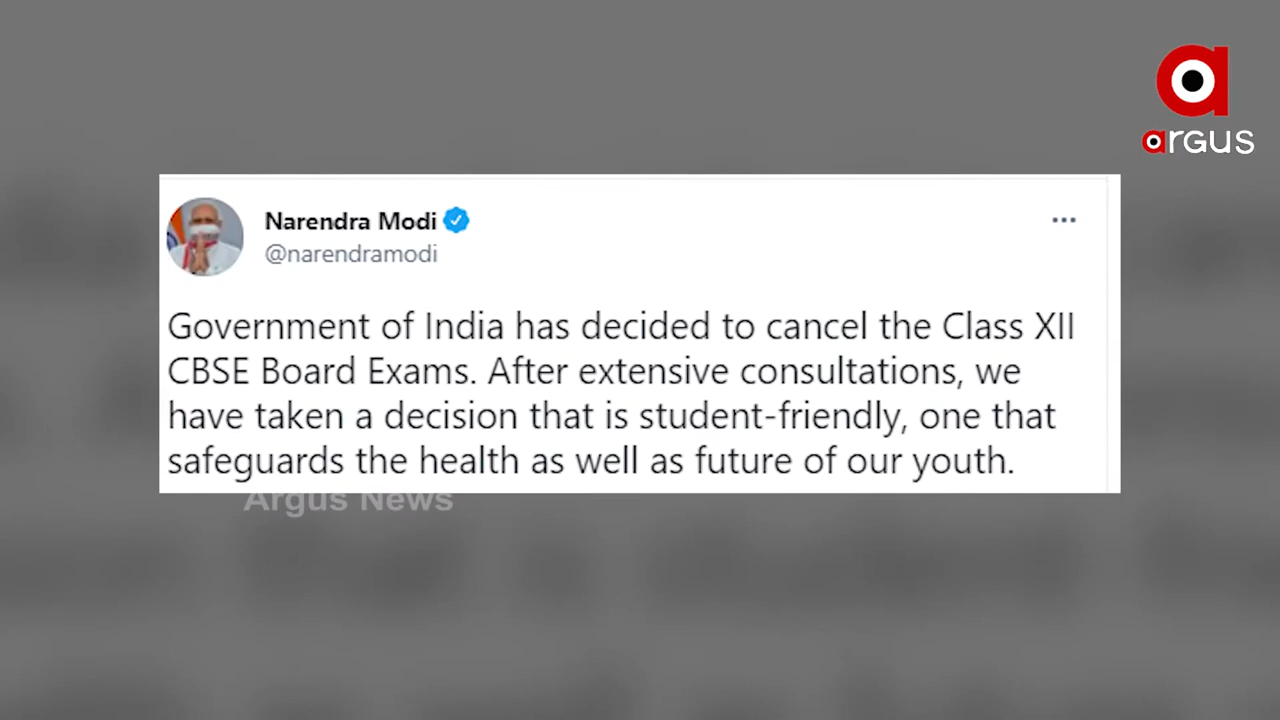 argus
Narendra Modi
@narendramodi
Government of India has decided to cancel the Class XII
CBSE Board Exams. After extensive consultations, we
have taken a decision that is student-friendly, one that
safeguards the health as well as future of our youth.
Argus News